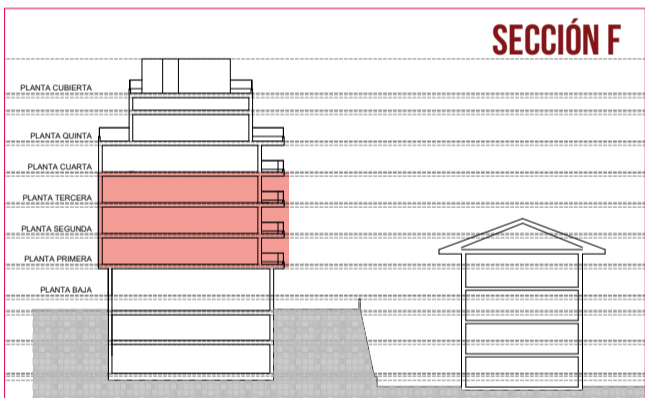 SECCIÓN F
PLANTA CUBIERTA
PLANTA QUINTA
PLANTA CUARTA
PLANTA TERCERA
PLANTA SEGUNDA
PLANTA PRIMERA
PLANTA BAJA